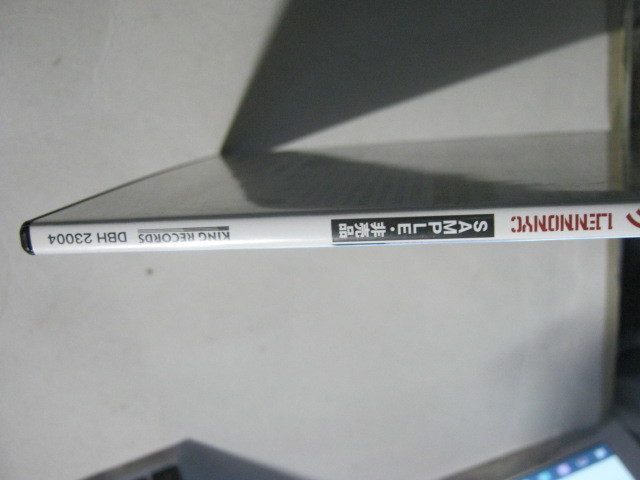 LENNONYC
SAMPLE・非売品
KING RECORDS
DBH 23004